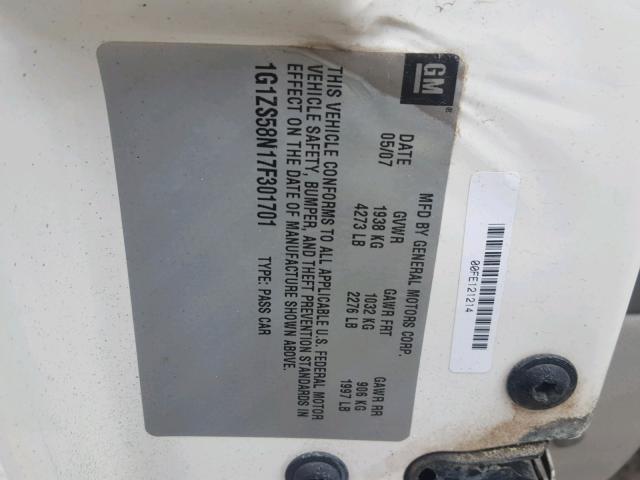 GM
MFD BY GENERAL MOTORS CORP.
DATE GVWR GAWR FRT GAWR RR
05/07 1938 KG 1032 KG 906 KG
4273 LB 2276 LB 1997 LB
THIS VEHICLE CONFORMS TO ALL APPLICABLE U.S. FEDERAL MOTOR
VEHICLE SAFETY, BUMPER, AND THEFT PREVENTION STANDARDS IN
EFFECT ON THE DATE OF MANUFACTURE SHOWN ABOVE.
1G1ZS58N17F301701 TYPE: PASS CAR
00FE121214